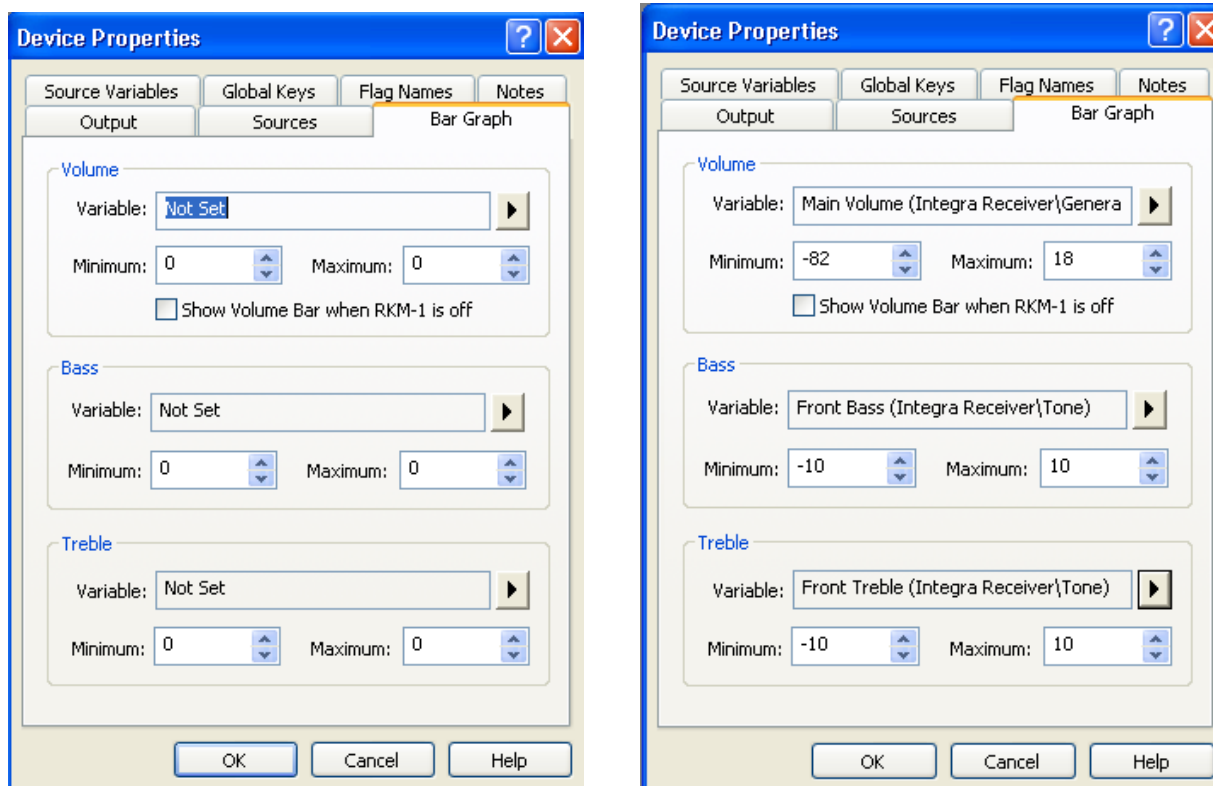 Device Properties
Source Variables Global Keys Flag Names Notes
Output Sources Bar Graph
Volume
Variable: Not Set
Minimum: 0 Maximum: 0
Show Volume Bar when RKM-1 is off
Bass
Variable: Not Set
Minimum: 0 Maximum: 0
Treble
Variable: Not Set
Minimum: 0 Maximum: 0
OK Cancel Help
Device Properties
Source Variables Global Keys Flag Names Notes
Output Sources Bar Graph
Volume
Variable: Main Volume (Integra Receiver\Genera
Minimum: -82 Maximum: 18
Show Volume Bar when RKM-1 is off
Bass
Variable: Front Bass (Integra Receiver\Tone)
Minimum: -10 Maximum: 10
Treble
Variable: Front Treble (Integra Receiver\Tone)
Minimum: -10 Maximum: 10
OK Cancel Help